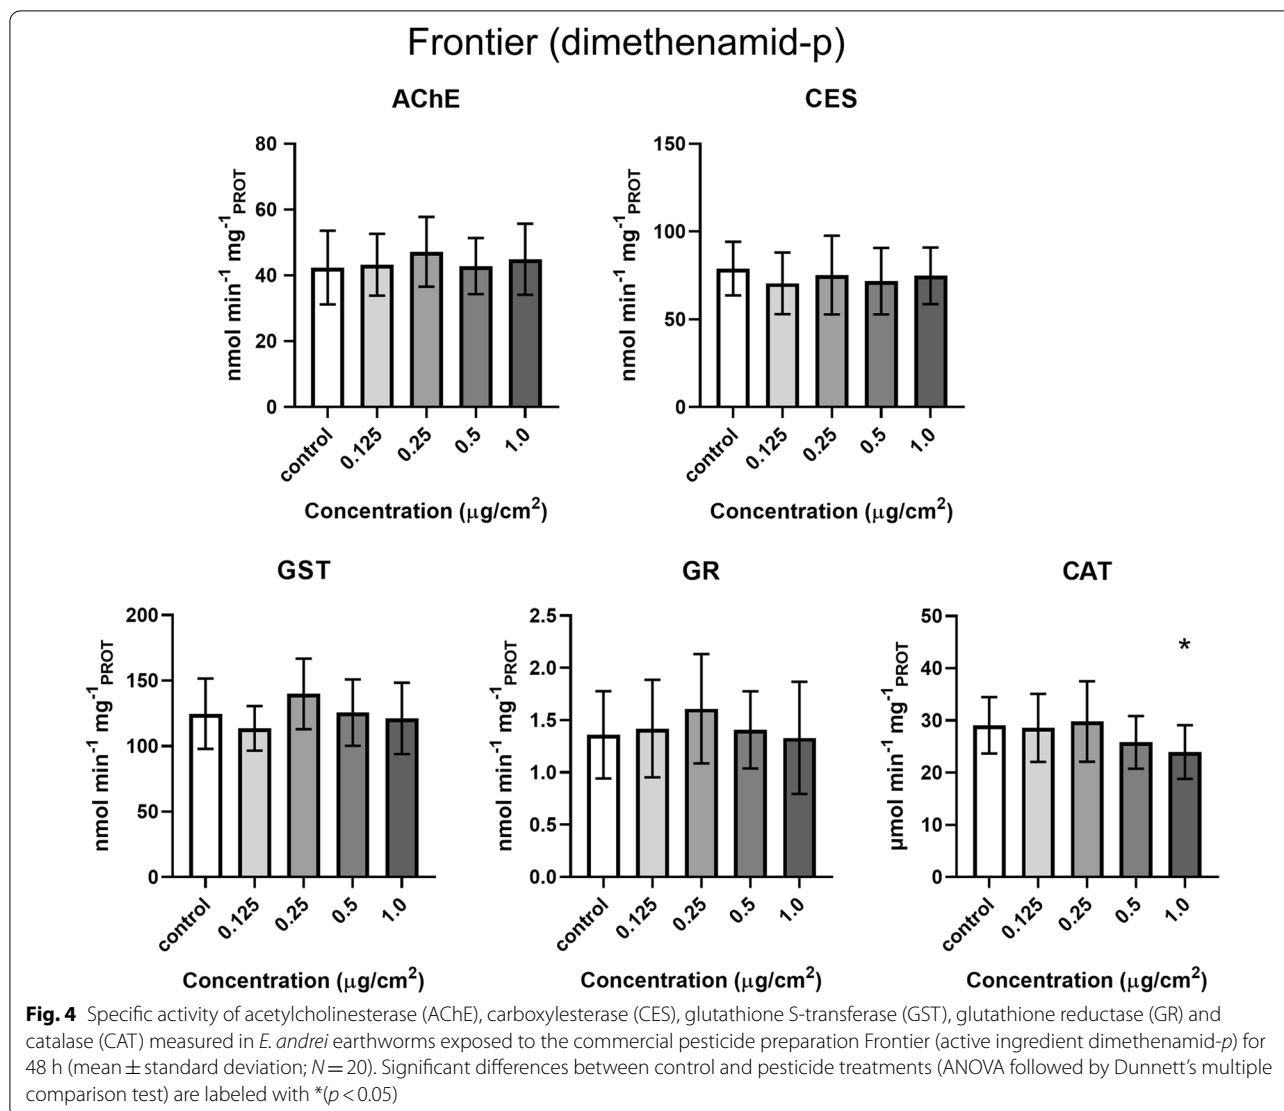 Frontier (dimethenamid-p)
AChE
nmol min⁻¹ mg⁻¹PROT
80
60
40
20
0
control
0.125
0.25
0.5
1.0
Concentration (μg/cm²)
CES
nmol min⁻¹ mg⁻¹PROT
150
100
50
0
control
0.125
0.25
0.5
1.0
Concentration (μg/cm²)
GST
nmol min⁻¹ mg⁻¹PROT
200
150
100
50
0
control
0.125
0.25
0.5
1.0
Concentration (μg/cm²)
GR
nmol min⁻¹ mg⁻¹PROT
2.5
2.0
1.5
1.0
0.5
0.0
control
0.125
0.25
0.5
1.0
Concentration (μg/cm²)
CAT
μmol min⁻¹ mg⁻¹PROT
50
40
30
20
10
0
*
control
0.125
0.25
0.5
1.0
Concentration (μg/cm²)
Fig. 4 Specific activity of acetylcholinesterase (AChE), carboxylesterase (CES), glutathione S-transferase (GST), glutathione reductase (GR) and
catalase (CAT) measured in E. andrei earthworms exposed to the commercial pesticide preparation Frontier (active ingredient dimethenamid-p) for
48 h (mean ± standard deviation; N = 20). Significant differences between control and pesticide treatments (ANOVA followed by Dunnett's multiple
comparison test) are labeled with *(p < 0.05)